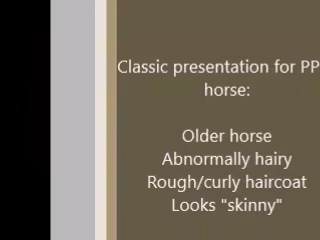 Classic presentation for PP
horse:
Older horse
Abnormally hairy
Rough/curly haircoat
Looks "skinny"